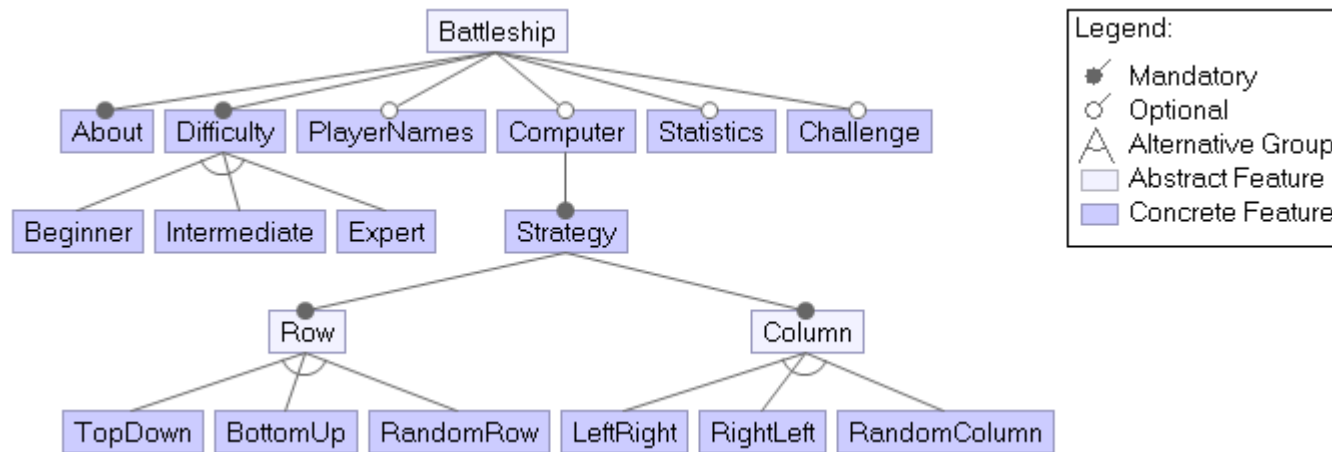 Battleship
Legend:
Mandatory
Optional
Alternative Group
Abstract Feature
Concrete Feature
About
Difficulty
PlayerNames
Computer
Statistics
Challenge
Beginner
Intermediate
Expert
Strategy
Row
Column
TopDown
BottomUp
RandomRow
LeftRight
RightLeft
RandomColumn